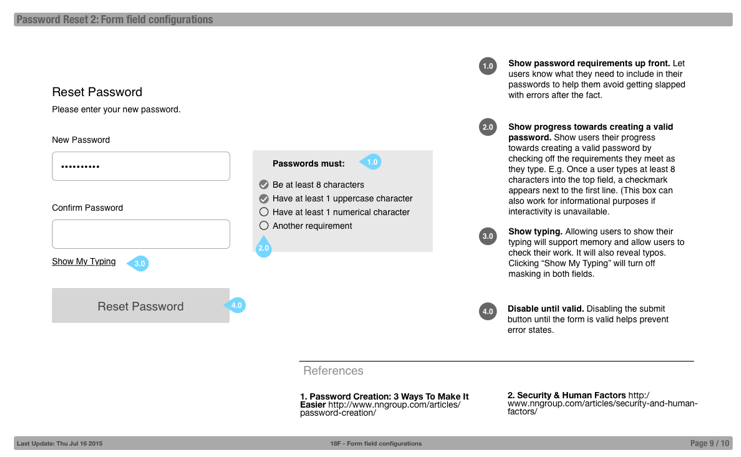 Password Reset 2: Form field configurations
Reset Password
Please enter your new password.
New Password
••••••••••
Confirm Password
Show My Typing
3.0
Reset Password
4.0
Passwords must:
1.0
Be at least 8 characters
Have at least 1 uppercase character
Have at least 1 numerical character
Another requirement
2.0
1.0
Show password requirements up front. Let
users know what they need to include in their
passwords to help them avoid getting slapped
with errors after the fact.
2.0
Show progress towards creating a valid
password. Show users their progress
towards creating a valid password by
checking off the requirements they meet as
they type. E.g. Once a user types at least 8
characters into the top field, a checkmark
appears next to the first line. (This box can
also work for informational purposes if
interactivity is unavailable.
3.0
Show typing. Allowing users to show their
typing will support memory and allow users to
check their work. It will also reveal typos.
Clicking “Show My Typing” will turn off
masking in both fields.
4.0
Disable until valid. Disabling the submit
button until the form is valid helps prevent
error states.
References
1. Password Creation: 3 Ways To Make It
Easier http://www.nngroup.com/articles/
password-creation/
2. Security & Human Factors http:/
www.nngroup.com/articles/security-and-human-
factors/
Last Update: Thu Jul 16 2015
18F - Form field configurations
Page 9 / 10